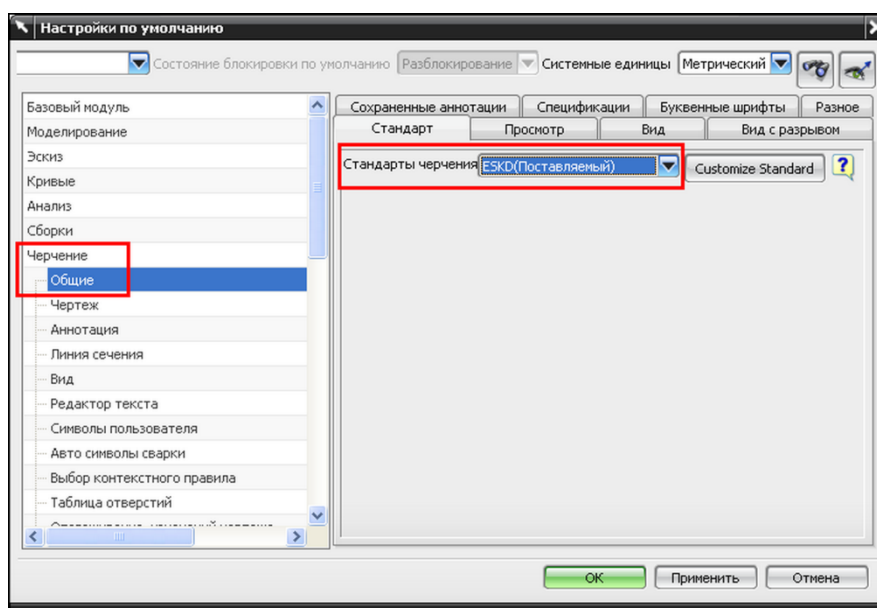 Настройки по умолчанию
Состояние блокировки по умолчанию Разблокирование Системные единицы Метрический
Базовый модуль
Моделирование
Эскиз
Кривые
Анализ
Сборки
Черчение
Общие
Чертеж
Аннотация
Линия сечения
Вид
Редактор текста
Символы пользователя
Авто символы сварки
Выбор контекстного правила
Таблица отверстий
Сохраненные аннотации Спецификации Буквенные шрифты Разное
Стандарт Просмотр Вид Вид с разрывом
Стандарты черчения ESKD(Поставляемый) Customize Standard ?
OK Применить Отмена